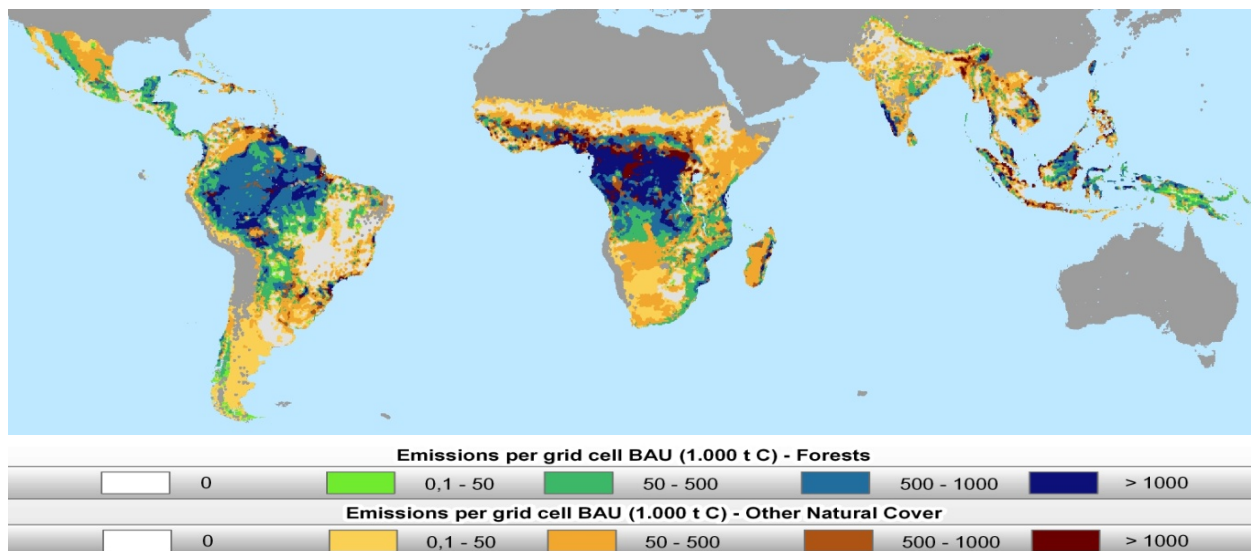 Emissions per grid cell BAU (1.000 t C) - Forests
0 0,1 - 50 50 - 500 500 - 1000 > 1000
Emissions per grid cell BAU (1.000 t C) - Other Natural Cover
0 0,1 - 50 50 - 500 500 - 1000 > 1000